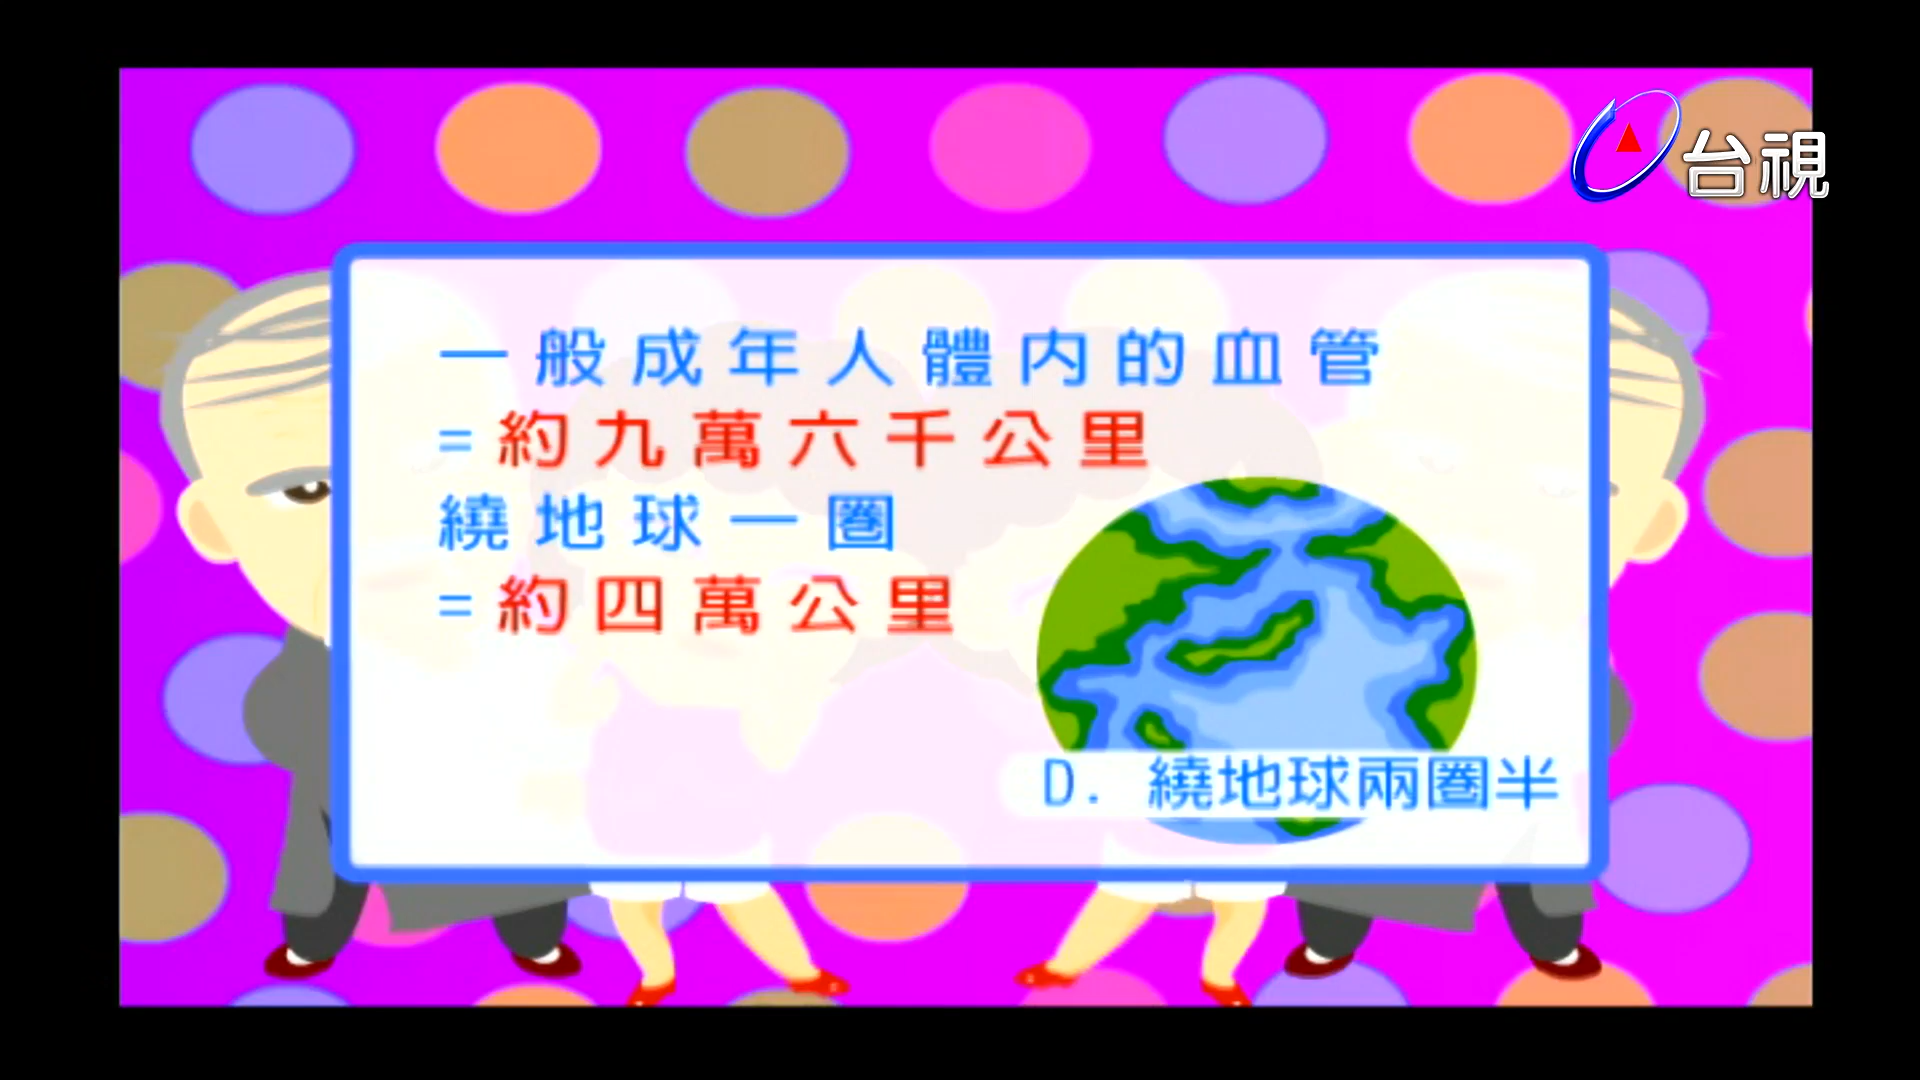 台視
一般成年人體內的血管
=約九萬六千公里
繞地球一圈
=約四萬公里
D. 繞地球兩圈半